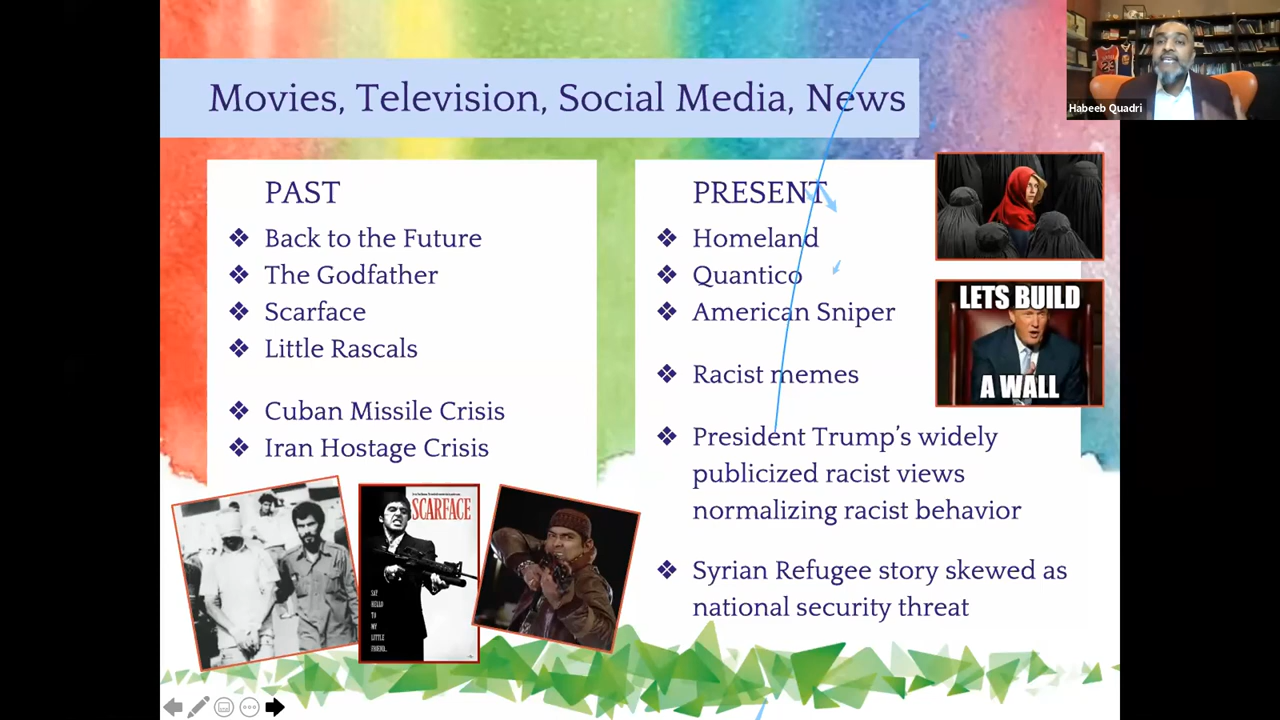 Movies, Television, Social Media, News
Habeeb Quadri
PAST
Back to the Future
The Godfather
Scarface
Little Rascals
Cuban Missile Crisis
Iran Hostage Crisis
SCARFACE
SAY
HELLO
TO
MY
LITTLE
FRIEND.
PRESENT
Homeland
Quantico
American Sniper
Racist memes
President Trump's widely
publicized racist views
normalizing racist behavior
Syrian Refugee story skewed as
national security threat
LETS BUILD
A WALL